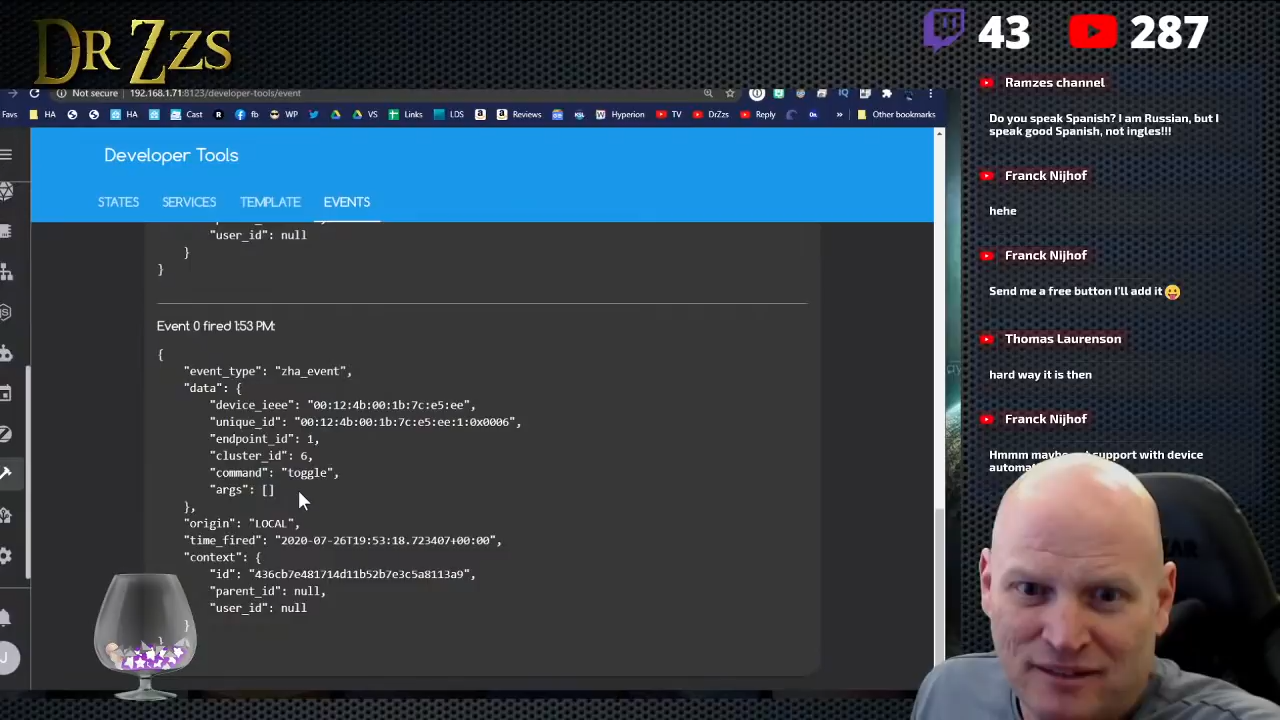 DR ZZS
43
287
Not secure
192.168.1.71:8123/developer-tools/event
Favs
HA
HA
Cast
fb
WP
VS
Links
LDS
Reviews
Hyperion
TV
DrZzs
Reply
Other bookmarks
Developer Tools
STATES
SERVICES
TEMPLATE
EVENTS
"user_id": null
}
}
Event 0 fired 1:53 PM:
{
"event_type": "zha_event",
"data": {
"device_ieee": "00:12:4b:00:1b:7c:e5:ee",
"unique_id": "00:12:4b:00:1b:7c:e5:ee:1:0x0006",
"endpoint_id": 1,
"cluster_id": 6,
"command": "toggle",
"args": []
},
"origin": "LOCAL",
"time_fired": "2020-07-26T19:53:18.723407+00:00",
"context": {
"id": "436cb7e481714d11b52b7e3c5a8113a9",
"parent_id": null,
"user_id": null
}
}
J
Ramzes channel
Do you speak Spanish? I am Russian, but I
speak good Spanish, not ingles!!!
Franck Nijhof
hehe
Franck Nijhof
Send me a free button I'll add it
Thomas Laurenson
hard way it is then
Franck Nijhof
Hmmm support with device